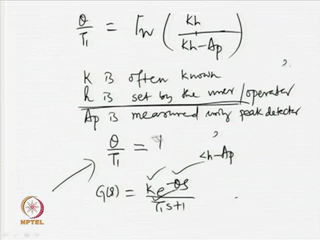 θ/T₁ = ln (Kh / Kh-Ap)
K is often known
h is set by the user/operator
Ap is measured using peak detector
θ/T₁ =
<h-Ap
G(s) = Ke^-θs / T₁s+1
NPTEL